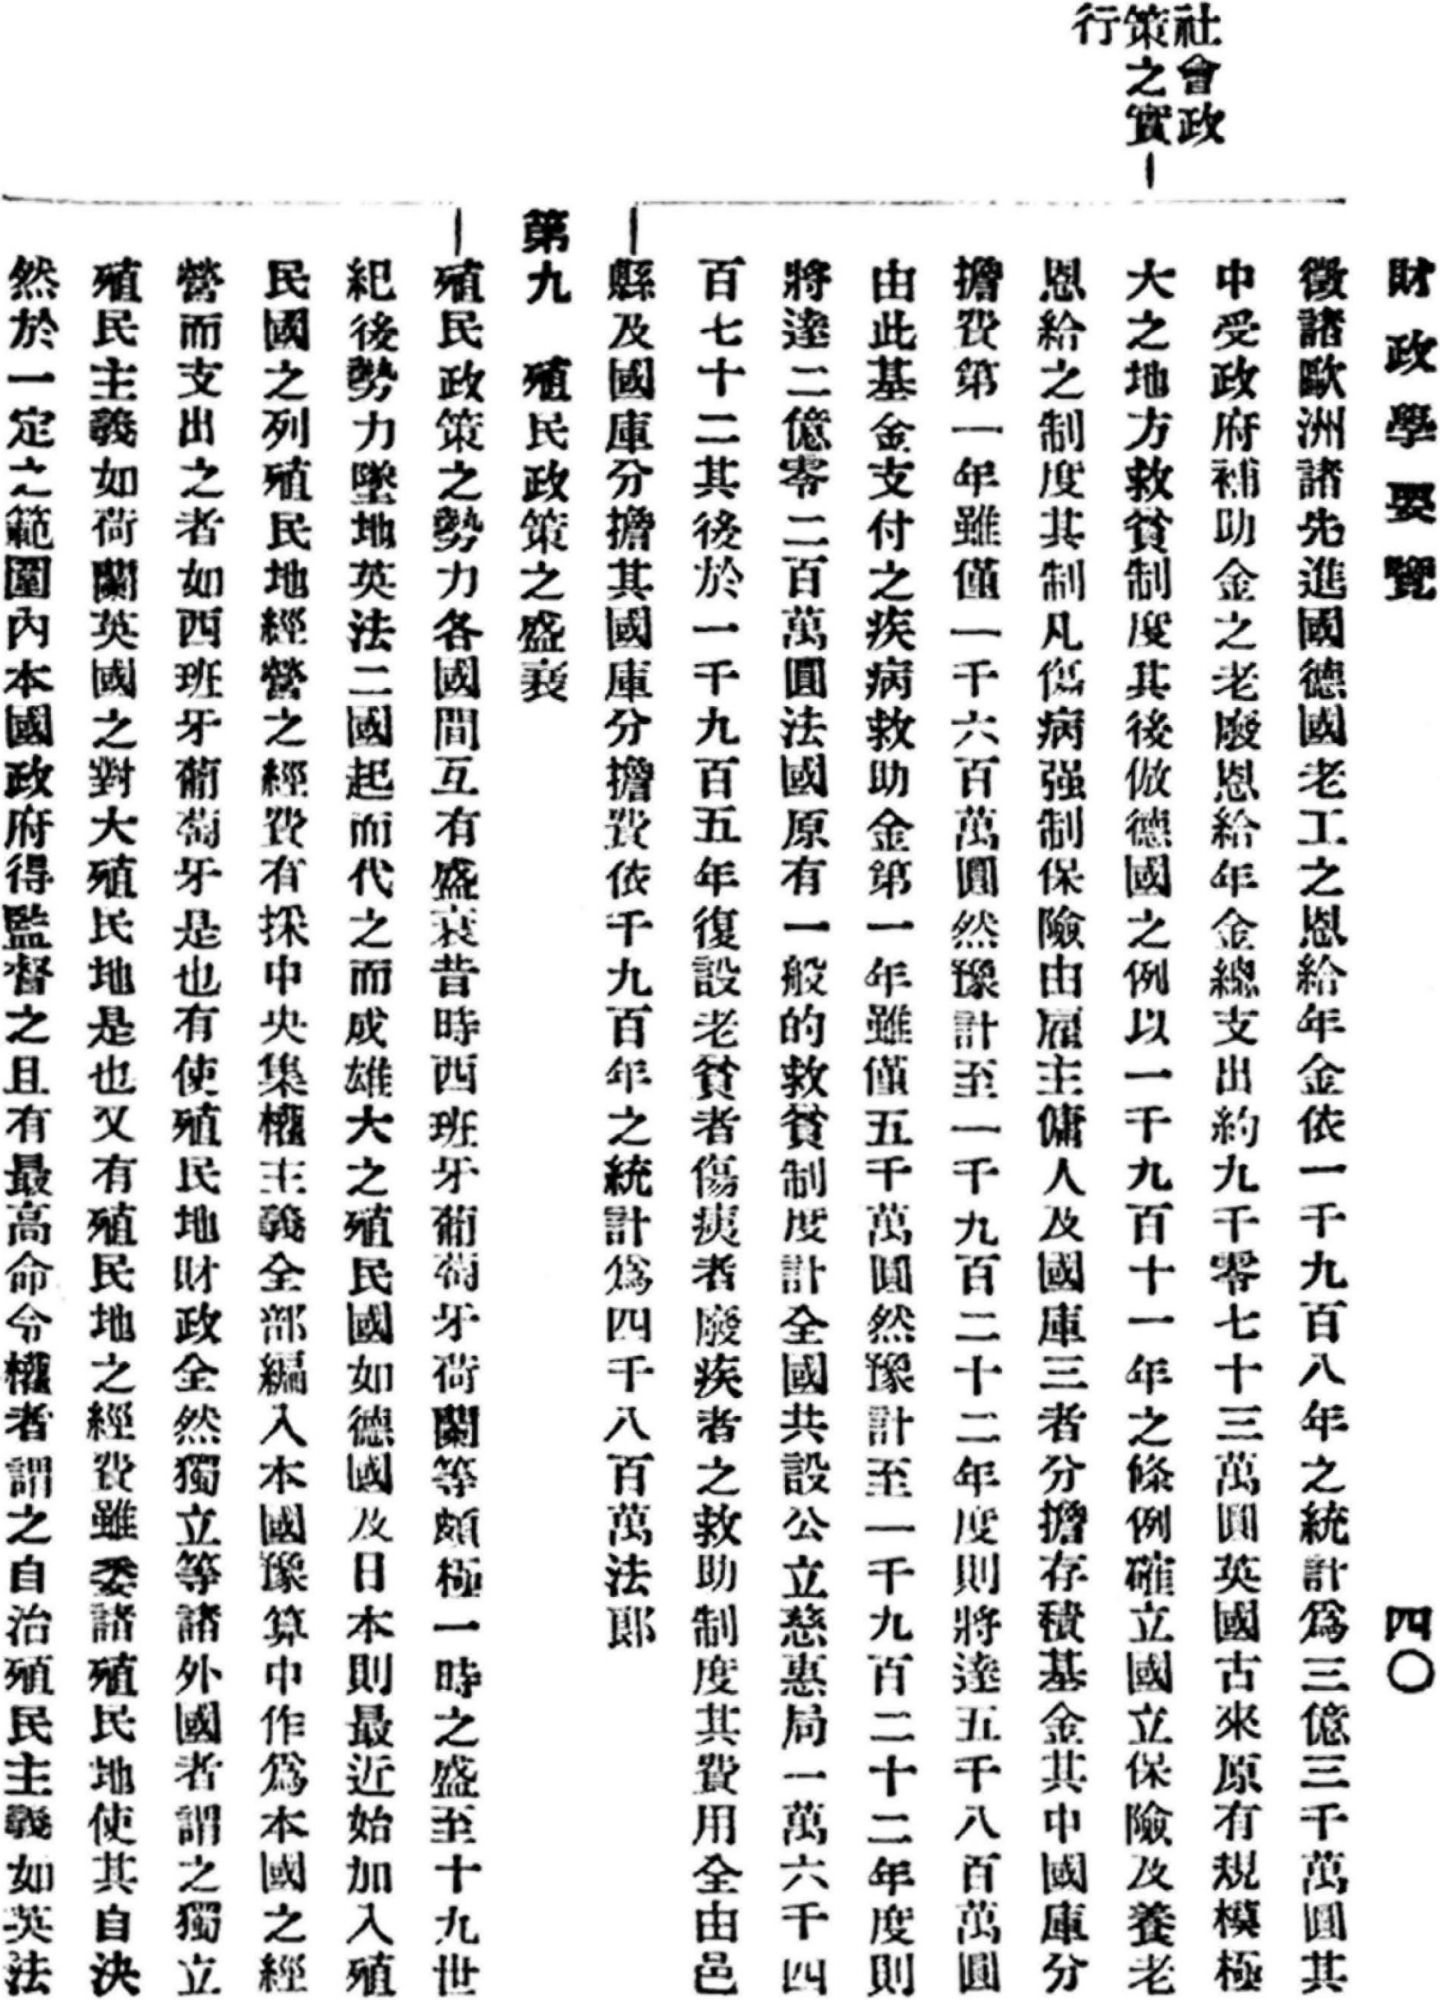 財政學要覽 四〇
社會政
策之實
行
徵諸歐洲諸先進國德國老工之恩給年金依一千九百八年之統計爲三億三千萬圓其
中受政府補助金之老廢恩給年金總支出約九千零七十三萬圓英國古來原有規模極
大之地方救貧制度其後倣德國之例以一千九百十一年之條例確立國立保險及養老
恩給之制度其制凡傷病强制保險由雇主傭人及國庫三者分擔存積基金其中國庫分
擔費第一年雖僅一千六百萬圓然豫計至一千九百二十二年度則將達五千八百萬圓
由此基金支付之疾病救助金第一年雖僅五千萬圓然豫計至一千九百二十二年度則
將達二億零二百萬圓法國原有一般的救貧制度計全國共設公立慈惠局一萬六千四
百七十二其後於一千九百五年復設老貧者傷痍者廢疾者之救助制度其費用全由邑
縣及國庫分擔其國庫分擔費依千九百年之統計爲四千八百萬法郞
第九 殖民政策之盛衰
殖民政策之勢力各國間互有盛衰昔時西班牙葡萄牙荷蘭等頗極一時之盛至十九世
紀後勢力墜地英法二國起而代之而成雄大之殖民國如德國及日本則最近始加入殖
民國之列殖民地經營之經費有採中央集權主義全部編入本國豫算中作爲本國之經
營而支出之者如西班牙葡萄牙是也有使殖民地財政全然獨立等諸外國者謂之獨立
殖民主義如荷蘭英國之對大殖民地是也又有殖民地之經費雖委諸殖民地使其自決
然於一定之範圍內本國政府得監督之且有最高命令權者謂之自治殖民主義如英法